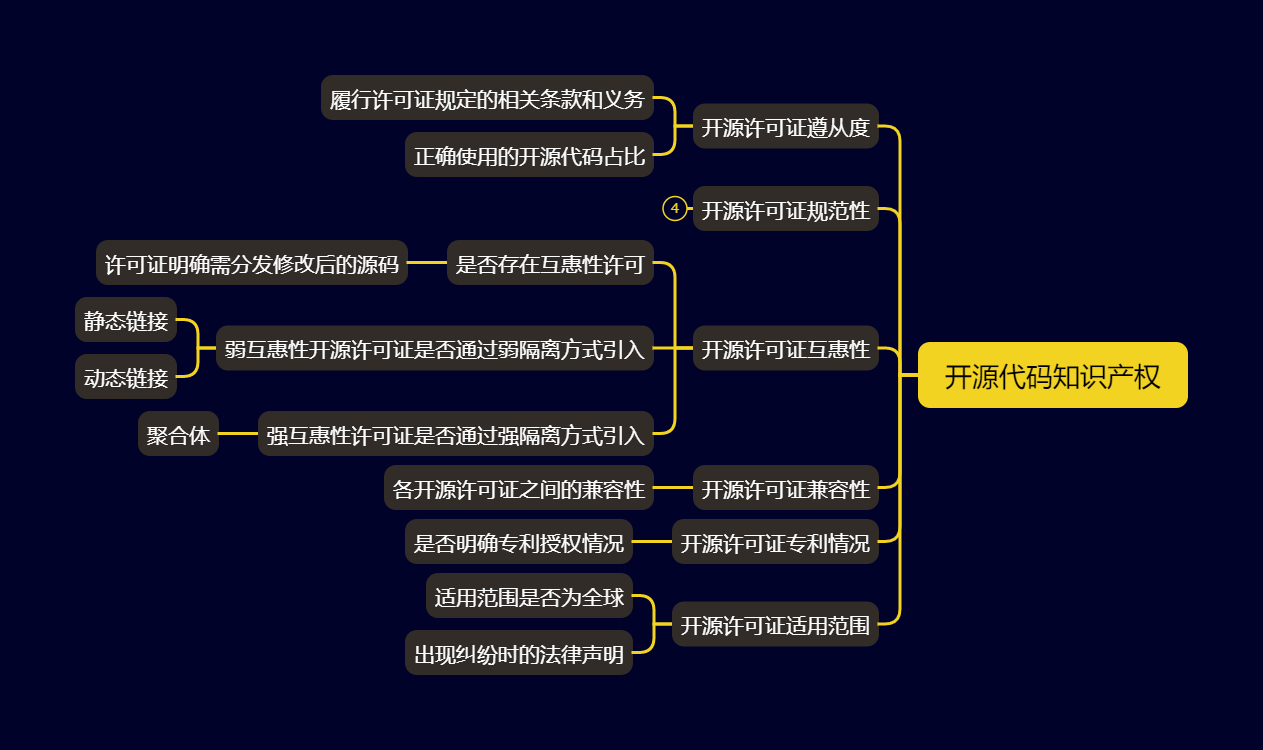 履行许可证规定的相关条款和义务
开源许可证遵从度
正确使用的开源代码占比
4
开源许可证规范性
许可证明确需分发修改后的源码
是否存在互惠性许可
静态链接
弱互惠性开源许可证是否通过弱隔离方式引入
开源许可证互惠性
动态链接
开源代码知识产权
聚合体
强互惠性许可证是否通过强隔离方式引入
各开源许可证之间的兼容性
开源许可证兼容性
是否明确专利授权情况
开源许可证专利情况
适用范围是否为全球
开源许可证适用范围
出现纠纷时的法律声明